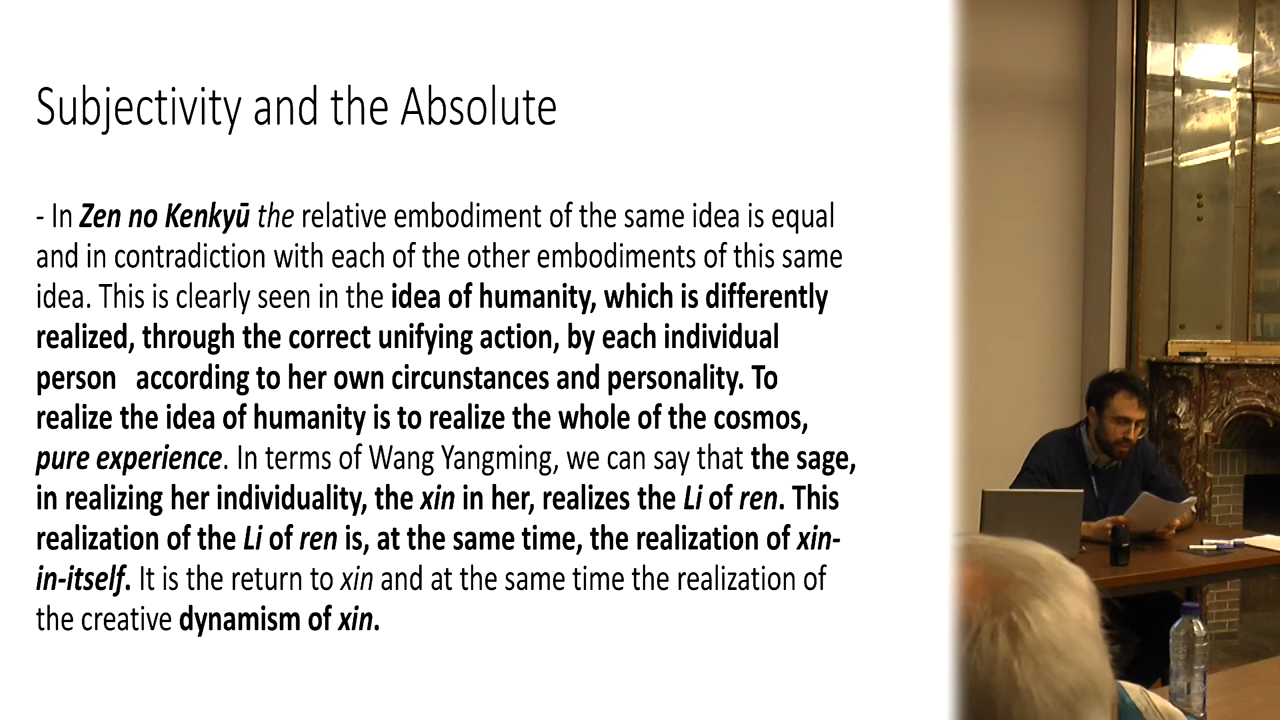 Subjectivity and the Absolute
- In Zen no Kenkyū the relative embodiment of the same idea is equal
and in contradiction with each of the other embodiments of this same
idea. This is clearly seen in the idea of humanity, which is differently
realized, through the correct unifying action, by each individual
person according to her own circunstances and personality. To
realize the idea of humanity is to realize the whole of the cosmos,
pure experience. In terms of Wang Yangming, we can say that the sage,
in realizing her individuality, the xin in her, realizes the Li of ren. This
realization of the Li of ren is, at the same time, the realization of xin-
in-itself. It is the return to xin and at the same time the realization of
the creative dynamism of xin.